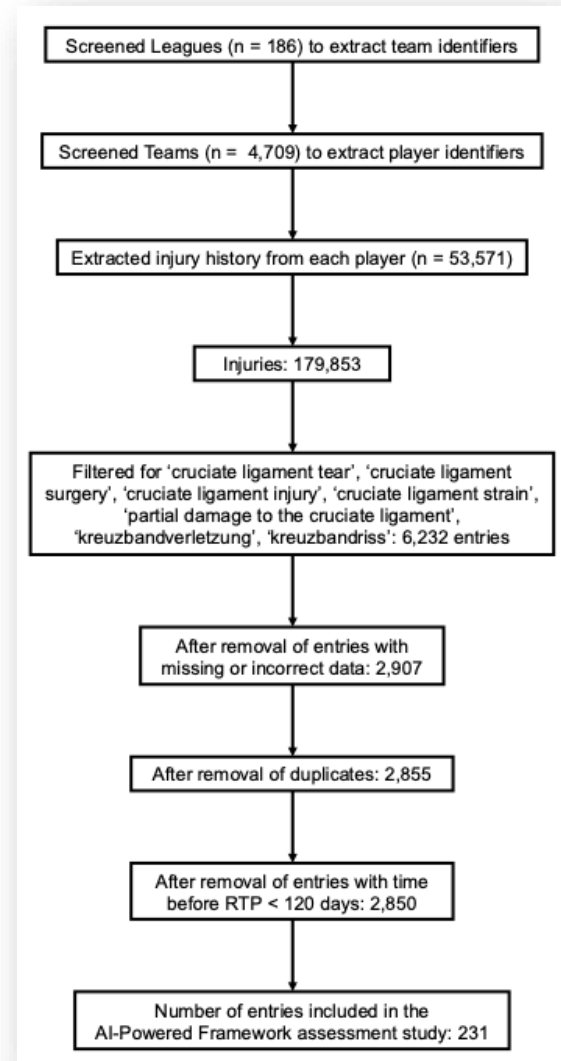 Screened Leagues (n = 186) to extract team identifiers
Screened Teams (n = 4,709) to extract player identifiers
Extracted injury history from each player (n = 53,571)
Injuries: 179,853
Filtered for ‘cruciate ligament tear’, ‘cruciate ligament
surgery’, ‘cruciate ligament injury’, ‘cruciate ligament strain’,
‘partial damage to the cruciate ligament’,
‘kreuzbandverletzung’, ‘kreuzbandriss’: 6,232 entries
After removal of entries with
missing or incorrect data: 2,907
After removal of duplicates: 2,855
After removal of entries with time
before RTP < 120 days: 2,850
Number of entries included in the
AI-Powered Framework assessment study: 231